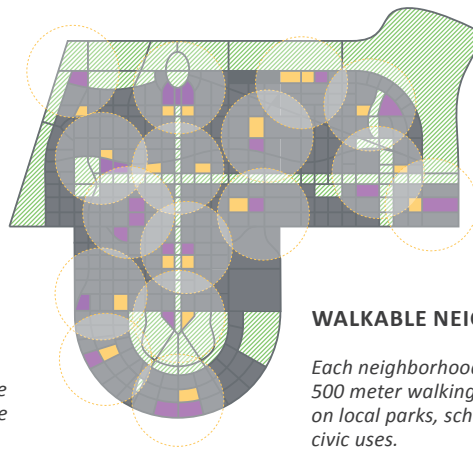 WALKABLE NEIG
Each neighborhood
500 meter walking
on local parks, sch
civic uses.
e
e